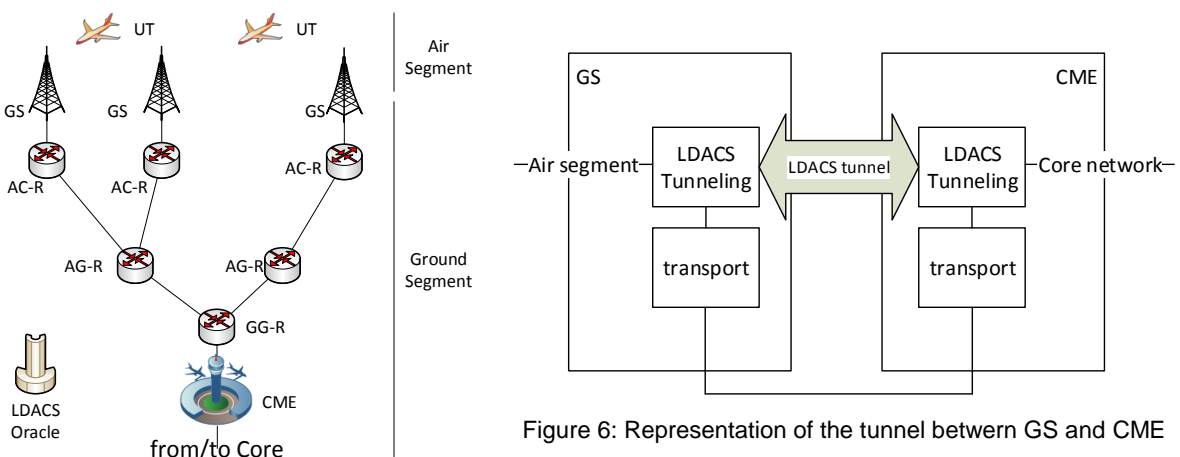 UT
UT
Air
Segment
GS
GS
GS
AC-R
AC-R
AC-R
AG-R
AG-R
Ground
Segment
GG-R
LDACS
Oracle
CME
from/to Core
GS
CME
Air segment
LDACS
Tunneling
LDACS tunnel
LDACS
Tunneling
Core network
transport
transport
Figure 6: Representation of the tunnel betwern GS and CME